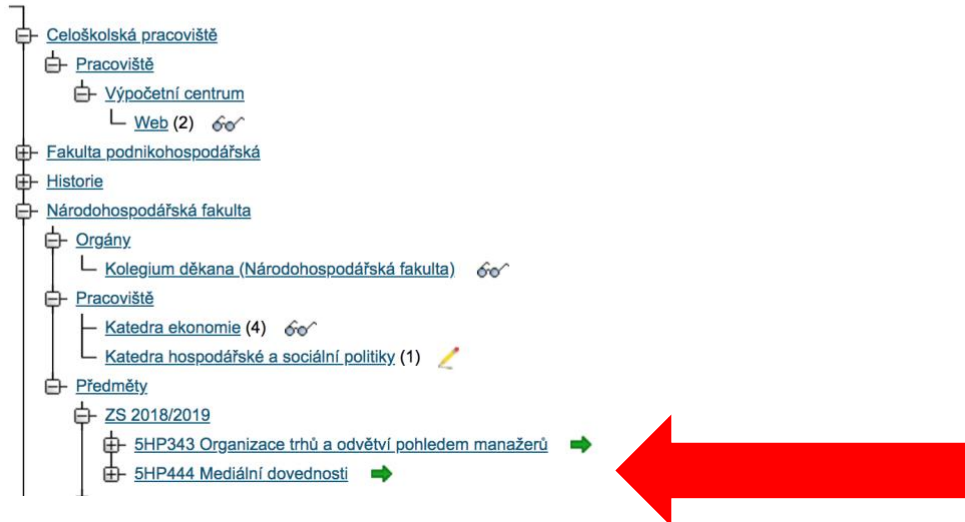 Celoškolská pracoviště
Pracoviště
Výpočetní centrum
Web (2)
Fakulta podnikohospodářská
Historie
Národohospodářská fakulta
Orgány
Kolegium děkana (Národohospodářská fakulta)
Pracoviště
Katedra ekonomie (4)
Katedra hospodářské a sociální politiky (1)
Předměty
ZS 2018/2019
5HP343 Organizace trhů a odvětví pohledem manažerů
5HP444 Mediální dovednosti